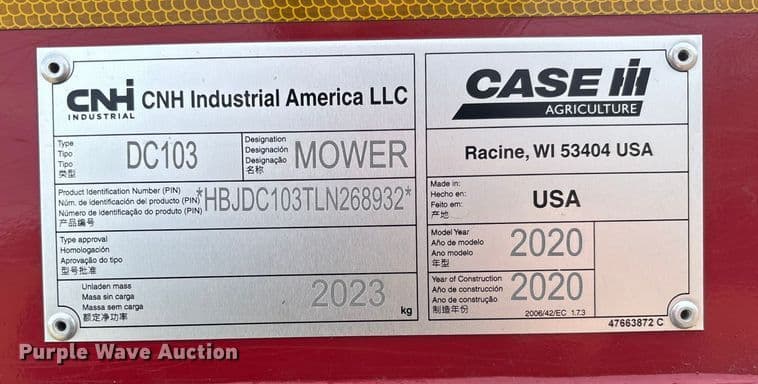 CNH INDUSTRIAL CNH Industrial America LLC
Type
Tipo
Tipo
类型
DC103
Designation
Designación
Designação
名称
MOWER
Product Identification Number (PIN)
Núm. de identificación del producto (PIN)
Número de identificação do produto (PIN)
产品编号
*HBJDC103TLN268932*
Type approval
Homologación
Aprovação do tipo
型号批准
Unladen mass
Masa sin carga
Massa sem carga
额定净功率
2023 kg
CASE IH
AGRICULTURE
Racine, WI 53404 USA
Made in:
Hecho en:
Feito em:
产地
USA
Model Year
Año de modelo
Ano modelo
年型
2020
Year of Construction
Año de construcción
Ano de construção
制造年份
2020
2006/42/EC 1.7.3
47663872 C
Purple Wave Auction